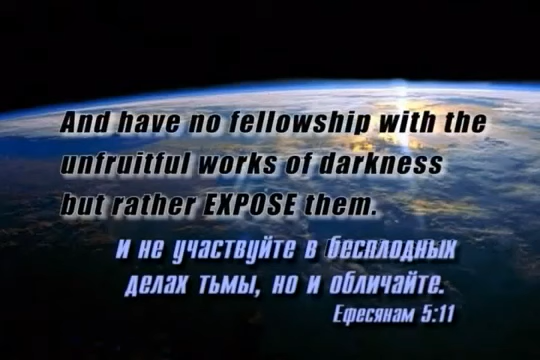 And have no fellowship with the
unfruitful works of darkness
but rather EXPOSE them.
и не участвуйте в бесплодных
делах тьмы, но и обличайте.
Ефесянам 5:11